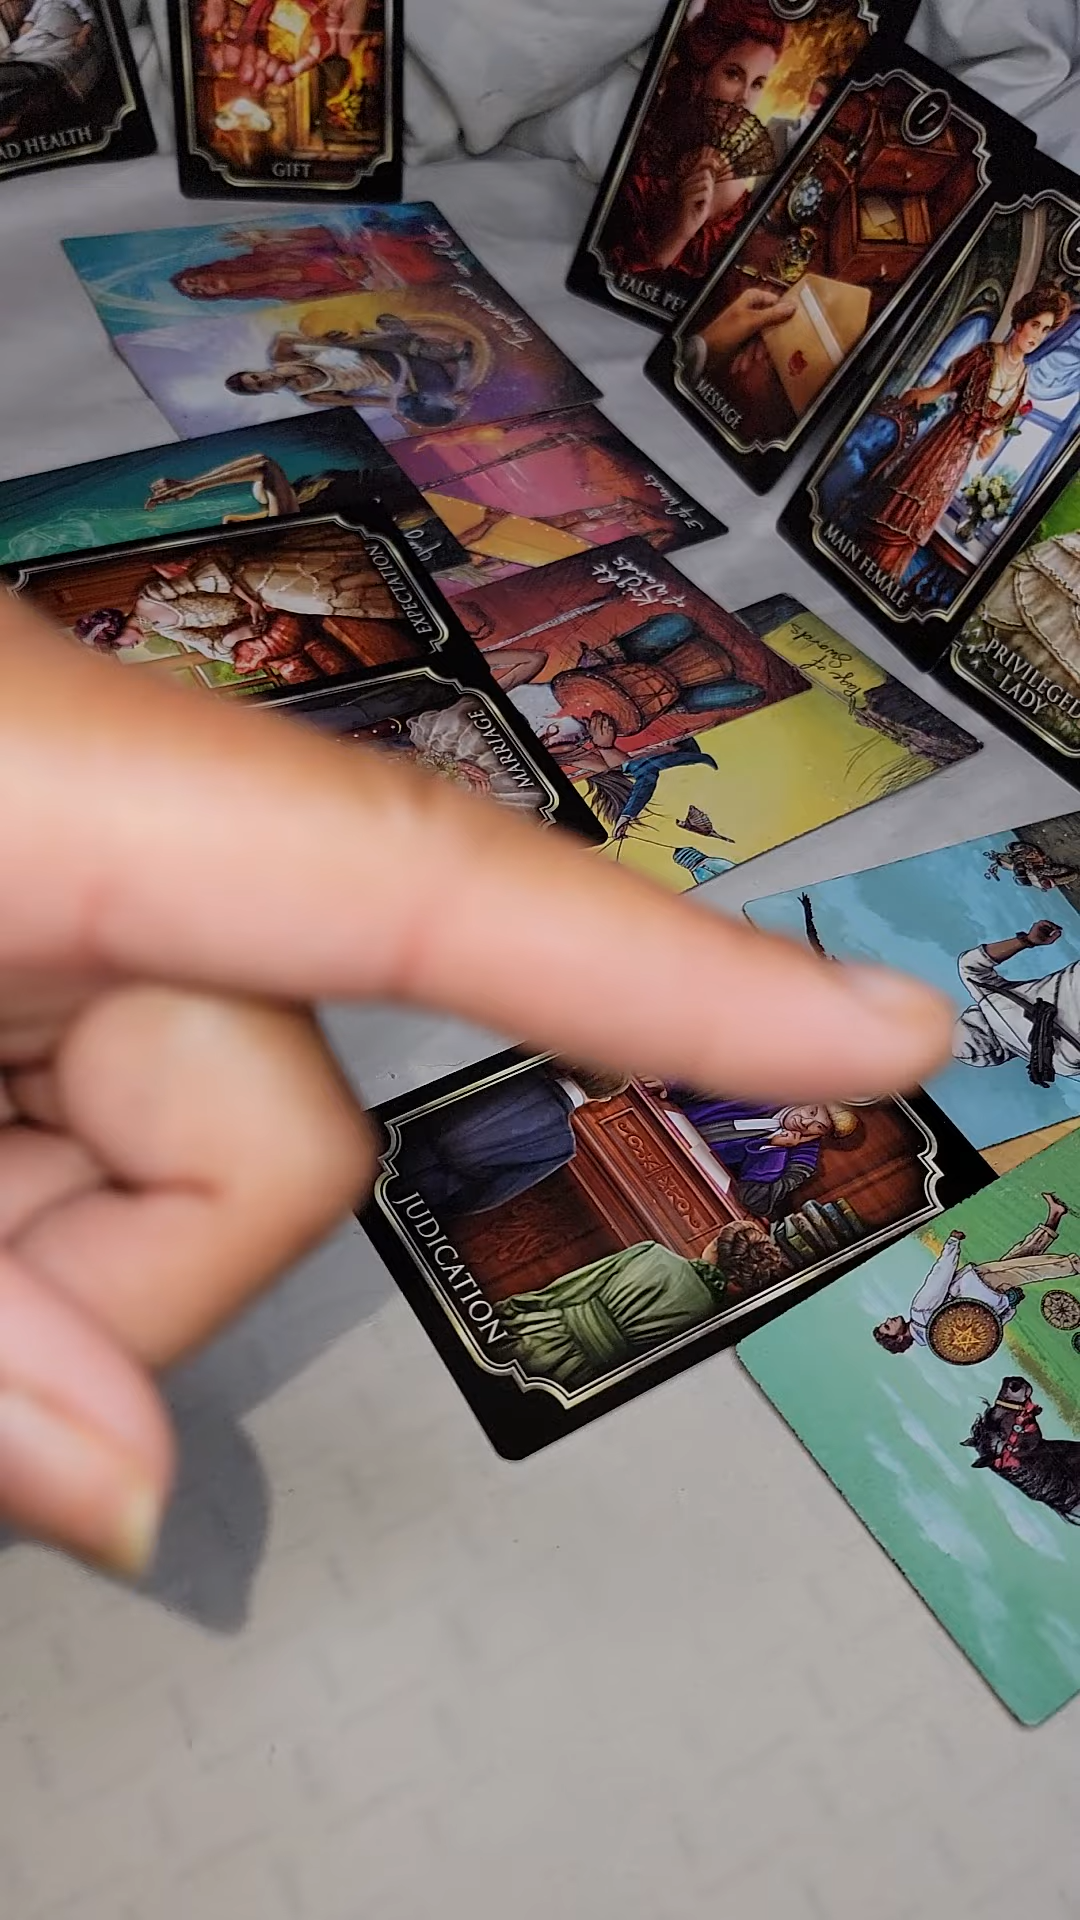 AD HEALTH
GIFT
FALSE PE
7
MESSAGE
MAIN FEMALE
PRIVILEGED
LADY
Temperance
3 of Wands
EXPECTATION
Knight
of Wands
Page of
Swords
MARRIAGE
JUDICATION